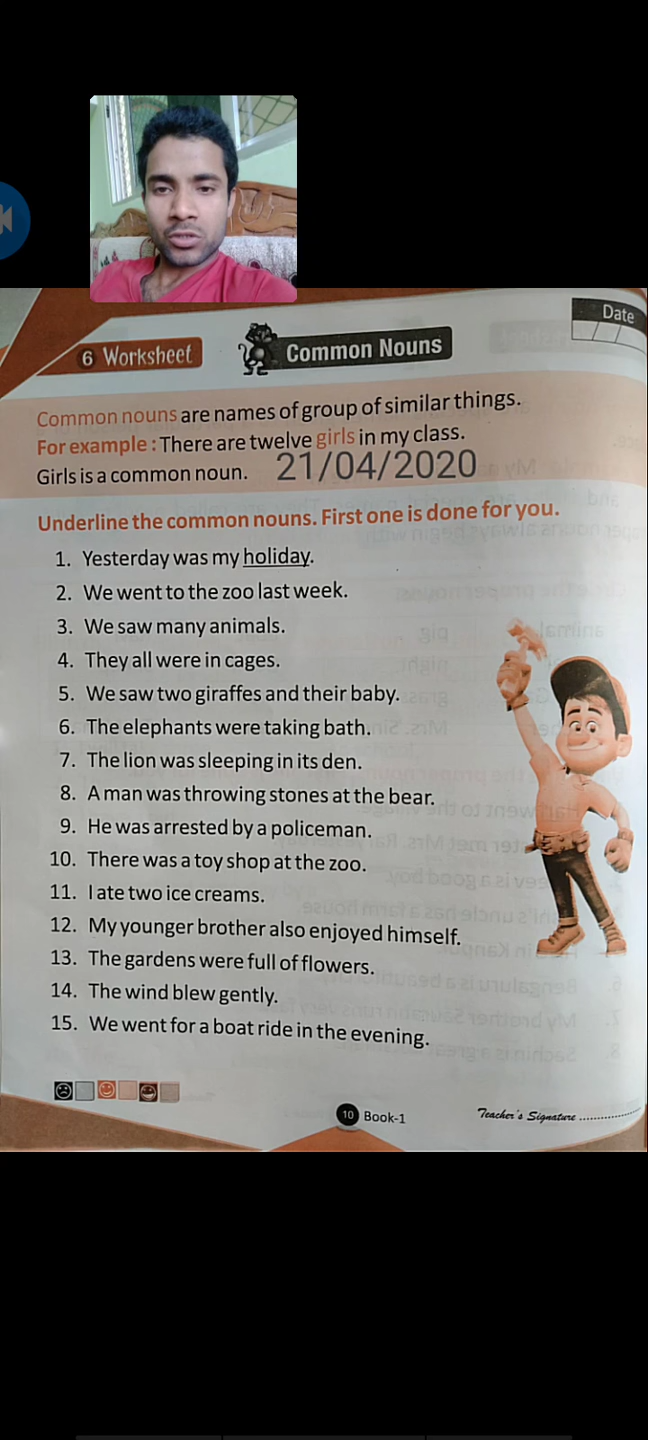 Date
6 Worksheet
Common Nouns
Common nouns are names of group of similar things.
For example : There are twelve girls in my class.
Girls is a common noun. 21/04/2020
Underline the common nouns. First one is done for you.
1. Yesterday was my holiday.
2. We went to the zoo last week.
3. We saw many animals.
4. They all were in cages.
5. We saw two giraffes and their baby.
6. The elephants were taking bath.
7. The lion was sleeping in its den.
8. A man was throwing stones at the bear.
9. He was arrested by a policeman.
10. There was a toy shop at the zoo.
11. I ate two ice creams.
12. My younger brother also enjoyed himself.
13. The gardens were full of flowers.
14. The wind blew gently.
15. We went for a boat ride in the evening.
10 Book-1
Teacher's Signature ................